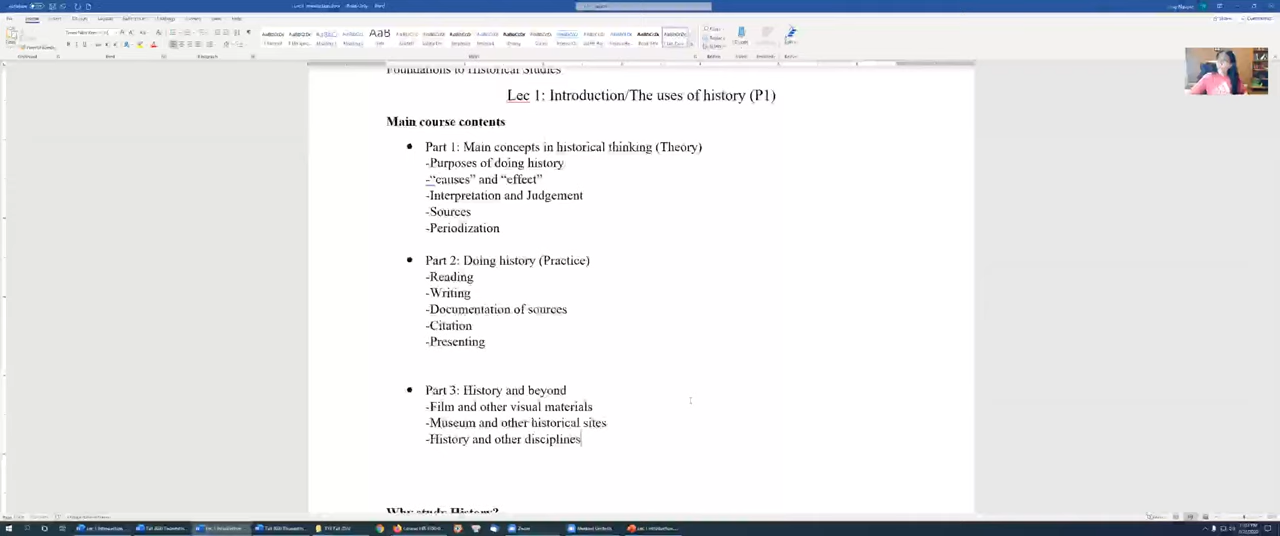 Foundations to Historical Studies
Lec 1: Introduction/The uses of history (P1)
Main course contents
Part 1: Main concepts in historical thinking (Theory)
-Purposes of doing history
-“causes” and “effect”
-Interpretation and Judgement
-Sources
-Periodization
Part 2: Doing history (Practice)
-Reading
-Writing
-Documentation of sources
-Citation
-Presenting
Part 3: History and beyond
-Film and other visual materials
-Museum and other historical sites
-History and other disciplines
Why study History?